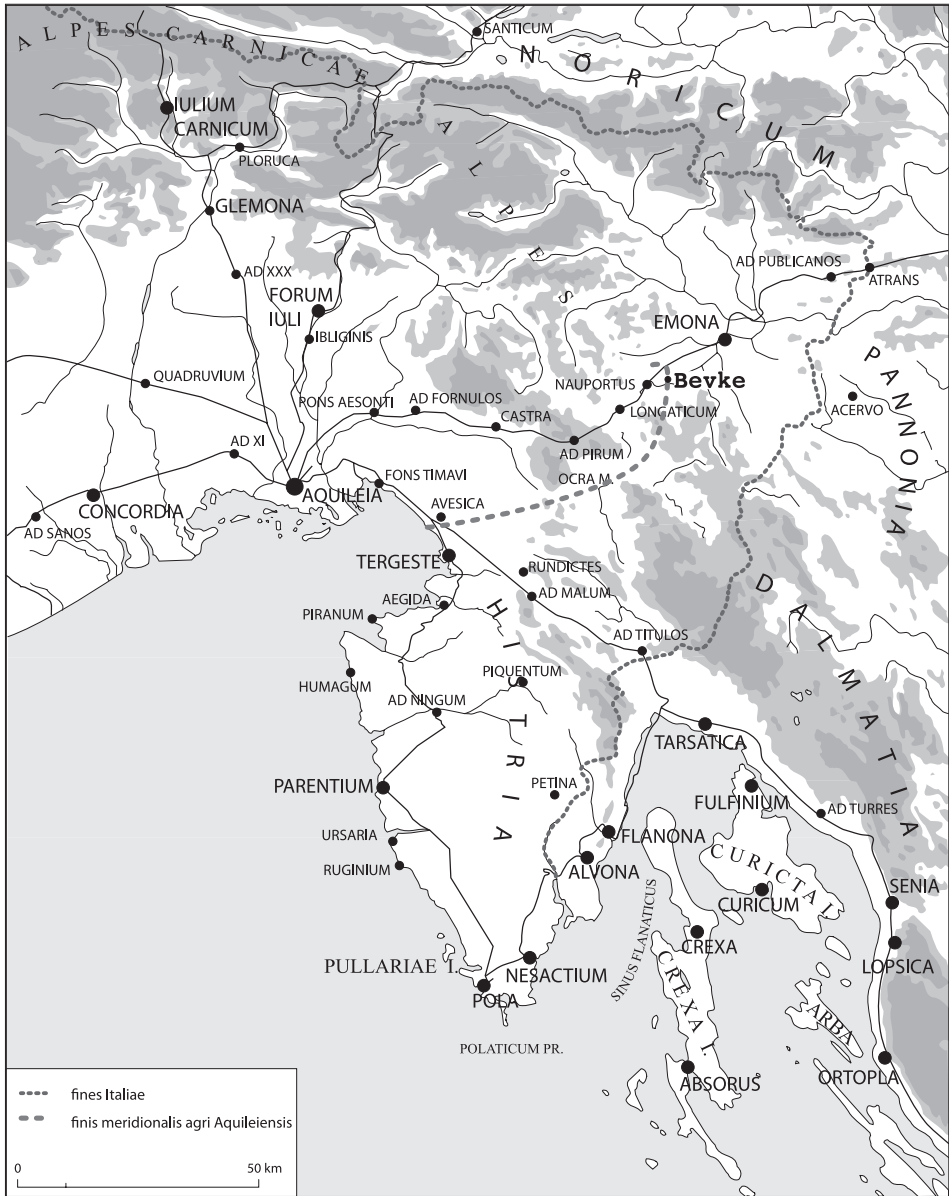 SANTICUM
ALPES CARNICAE
NORICUM
IULIUM
CARNICUM
PLORUCA
ALPES
GLEMONA
AD XXX
FORUM
IULI
IBLIGINIS
AD PUBLICANOS
ATRANS
EMONA
PANNONIA
QUADRUVIUM
NAUPORTUS
Bevke
PONS AESONTI
AD FORNULOS
CASTRA
LONGATICUM
ACERVO
AD PIRUM
OCRA M.
AD XI
FONS TIMAVI
AQUILEIA
CONCORDIA
AD SANOS
AVESICA
TERGESTE
RUNDICTES
AD MALUM
DALMATIA
AEGIDA
PIRANUM
HISTRIA
AD TITULOS
HUMAGUM
PIQUENTUM
AD NINGUM
TARSATICA
PARENTIUM
PETINA
FULFINIUM
AD TURRES
URSARIA
RUGINIUM
FLANONA
ALVONA
CURICTA I.
CURICUM
SENIA
SINUS FLANATICUS
CREXA
LOPSICA
PULLARIAE I.
NESACTIUM
POLA
CREXA I.
ARBA
POLATICUM PR.
ABSORUS
ORTOPLA
fines Italiae
finis meridionalis agri Aquileiensis
0 50 km